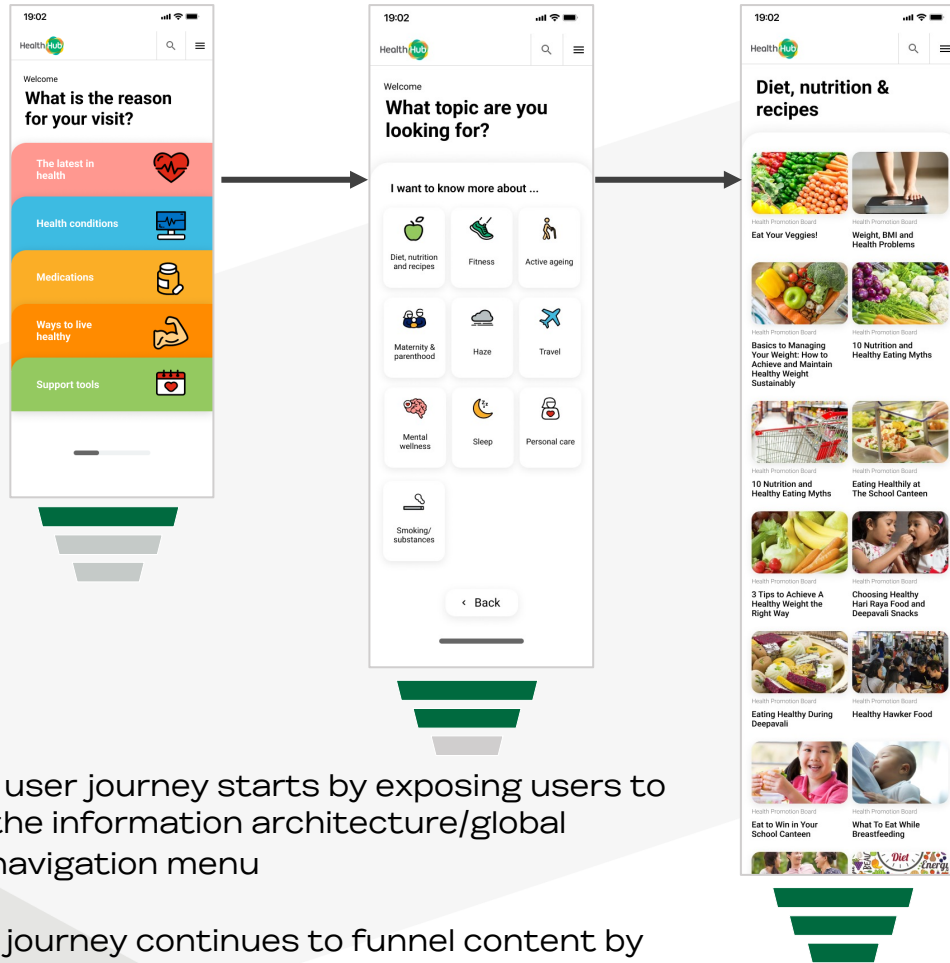 19:02
HealthHub
Welcome
What is the reason
for your visit?
The latest in
health
Health conditions
Medications
Ways to live
healthy
Support tools
19:02
HealthHub
Welcome
What topic are you
looking for?
I want to know more about ...
Diet, nutrition
and recipes
Fitness
Active ageing
Maternity &
parenthood
Haze
Travel
Mental
wellness
Sleep
Personal care
Smoking/
substances
‹ Back
19:02
HealthHub
Diet, nutrition &
recipes
Health Promotion Board
Eat Your Veggies!
Health Promotion Board
Weight, BMI and
Health Problems
Health Promotion Board
Basics to Managing
Your Weight: How to
Achieve and Maintain
Healthy Weight
Sustainably
Health Promotion Board
10 Nutrition and
Healthy Eating Myths
Health Promotion Board
10 Nutrition and
Healthy Eating Myths
Health Promotion Board
Eating Healthily at
The School Canteen
Health Promotion Board
3 Tips to Achieve A
Healthy Weight the
Right Way
Health Promotion Board
Choosing Healthy
Hari Raya Food and
Deepavali Snacks
Health Promotion Board
Eating Healthy During
Deepavali
Health Promotion Board
Healthy Hawker Food
Health Promotion Board
Eat to Win in Your
School Canteen
Health Promotion Board
What To Eat While
Breastfeeding
Diet
Energy
user journey starts by exposing users to
the information architecture/global
navigation menu
journey continues to funnel content by